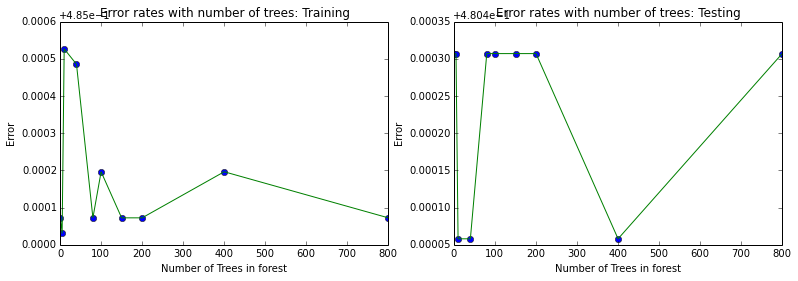 Error rates with number of trees: Training
+4.85e−1
0.0006
0.0005
0.0004
0.0003
0.0002
0.0001
0.0000
Error
0 100 200 300 400 500 600 700 800
Number of Trees in forest
Error rates with number of trees: Testing
+4.804e−1
0.00035
0.00030
0.00025
0.00020
0.00015
0.00010
0.00005
Error
0 100 200 300 400 500 600 700 800
Number of Trees in forest